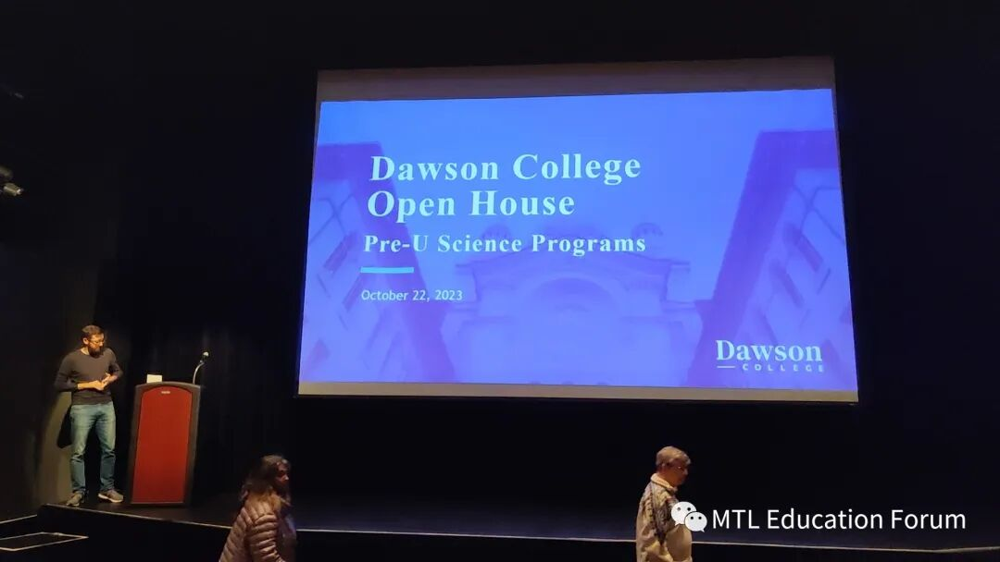 Dawson College
Open House
Pre-U Science Programs
October 22, 2023
Dawson
COLLEGE
MTL Education Forum